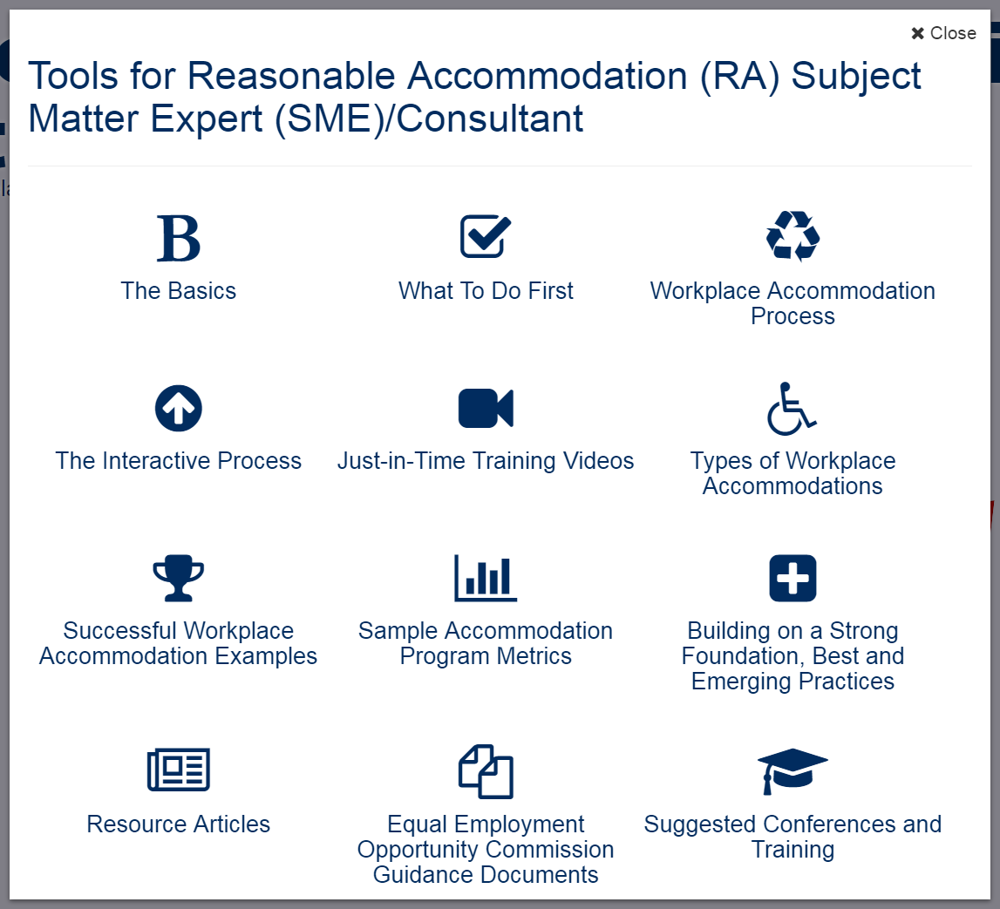 Close
Tools for Reasonable Accommodation (RA) Subject
Matter Expert (SME)/Consultant
B
The Basics
What To Do First
Workplace Accommodation
Process
The Interactive Process
Just-in-Time Training Videos
Types of Workplace
Accommodations
Successful Workplace
Accommodation Examples
Sample Accommodation
Program Metrics
Building on a Strong
Foundation, Best and
Emerging Practices
Resource Articles
Equal Employment
Opportunity Commission
Guidance Documents
Suggested Conferences and
Training